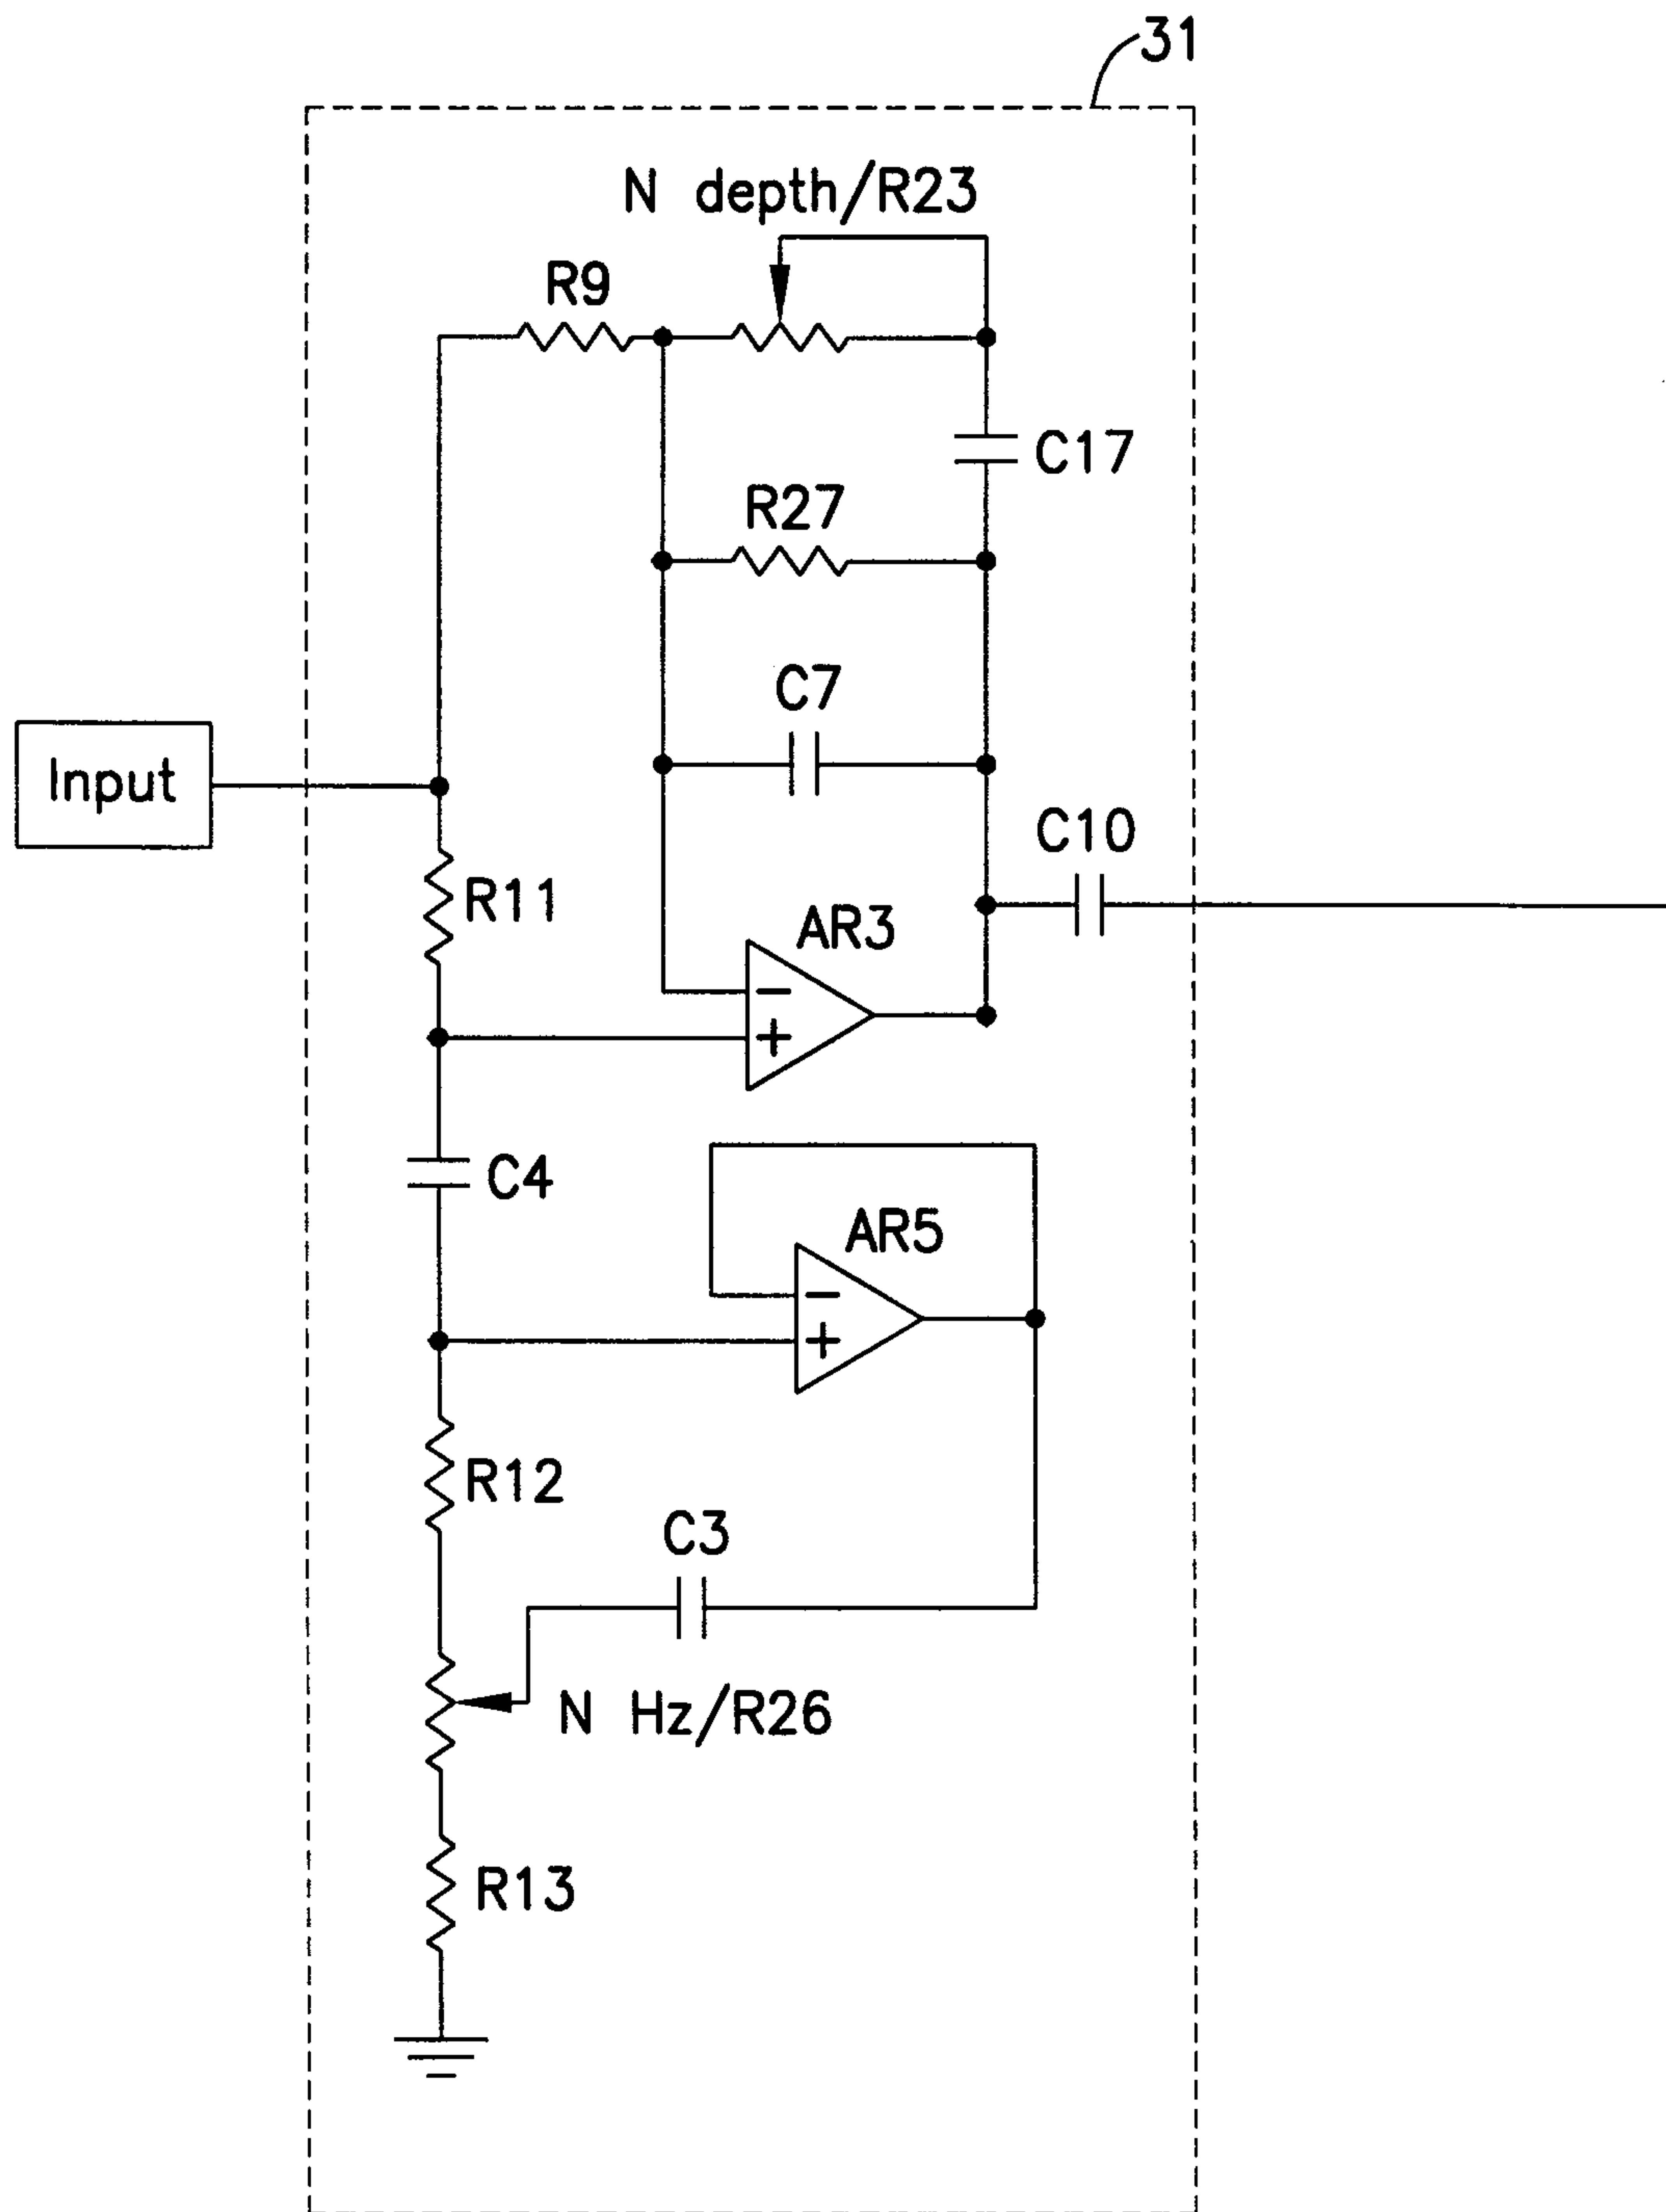 31
N depth/R23
R9
C17
R27
C7
Input
C10
R11
AR3
−
+
C4
AR5
−
+
R12
C3
N Hz/R26
R13